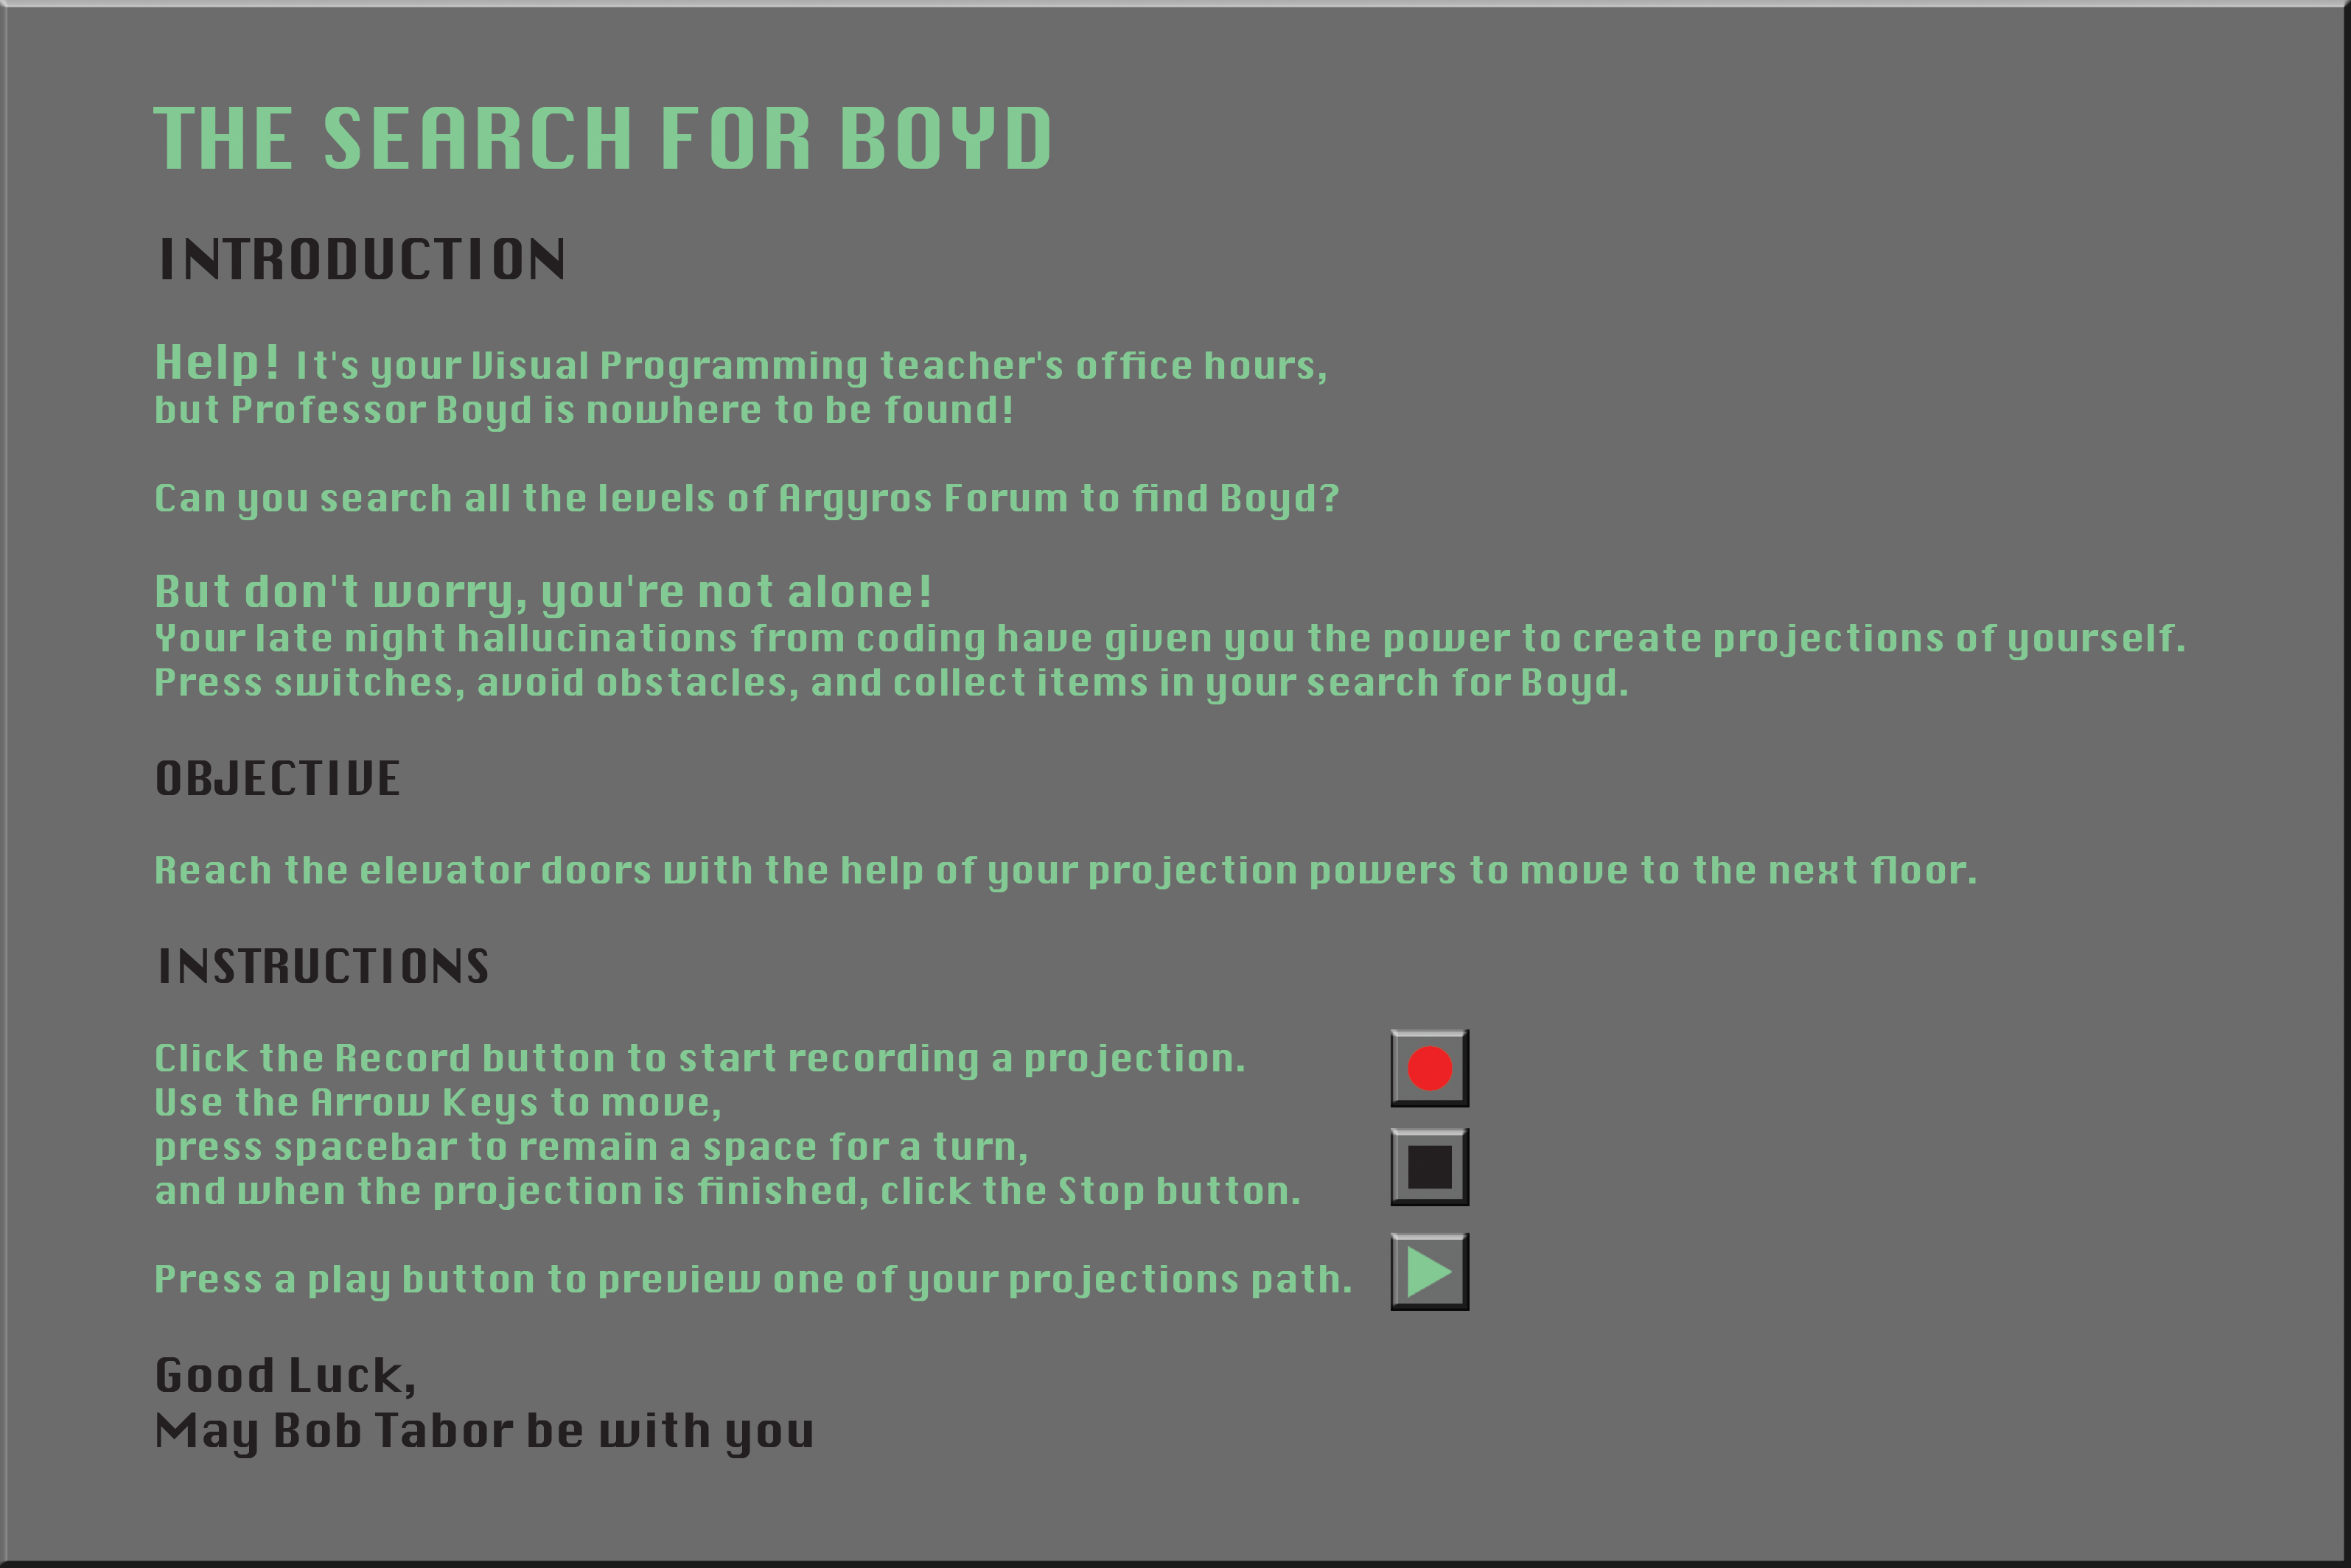 THE SEARCH FOR BOYD
INTRODUCTION
Help! It's your Visual Programming teacher's office hours,
but Professor Boyd is nowhere to be found!
Can you search all the levels of Argyros Forum to find Boyd?
But don't worry, you're not alone!
Your late night hallucinations from coding have given you the power to create projections of yourself.
Press switches, avoid obstacles, and collect items in your search for Boyd.
OBJECTIVE
Reach the elevator doors with the help of your projection powers to move to the next floor.
INSTRUCTIONS
Click the Record button to start recording a projection.
Use the Arrow Keys to move,
press spacebar to remain a space for a turn,
and when the projection is finished, click the Stop button.
Press a play button to preview one of your projections path.
Good Luck,
May Bob Tabor be with you